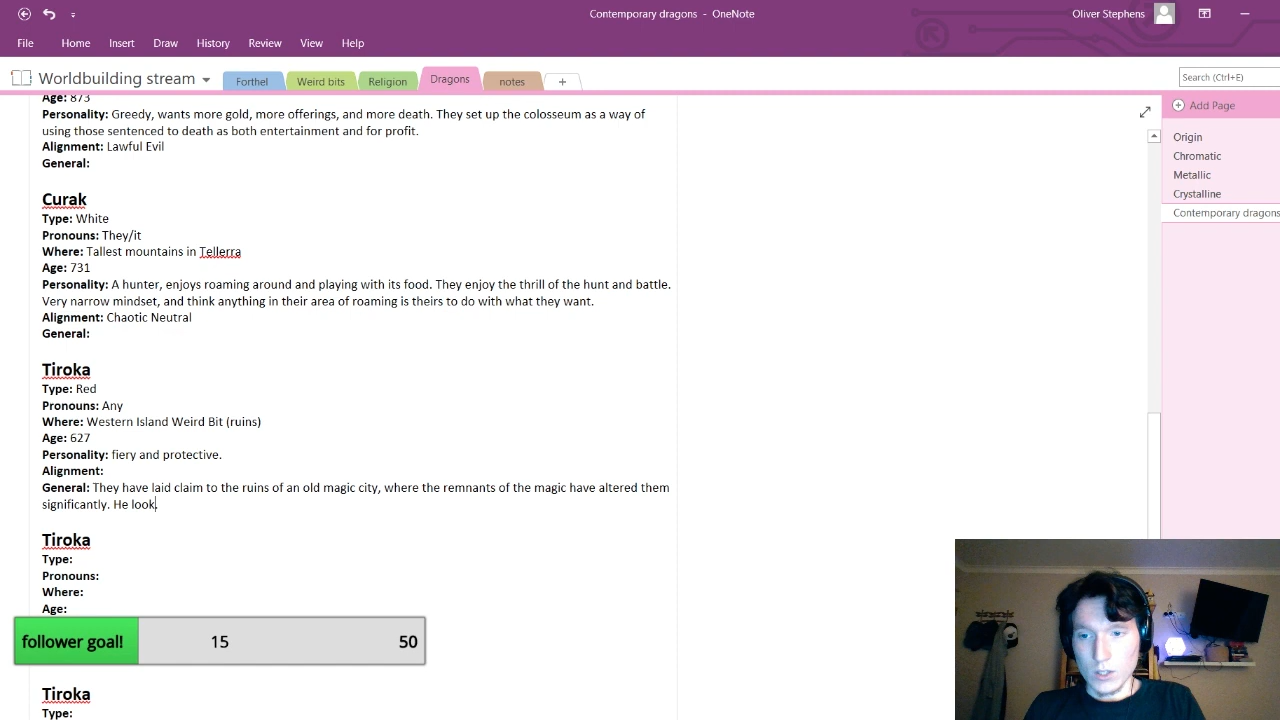 Contemporary dragons - OneNote
Oliver Stephens
File Home Insert Draw History Review View Help
Worldbuilding stream
Forthel Weird bits Religion Dragons notes +
Search (Ctrl+E)
Add Page
Origin
Chromatic
Metallic
Crystalline
Contemporary dragons
Age: 873
Personality: Greedy, wants more gold, more offerings, and more death. They set up the colosseum as a way of
using those sentenced to death as both entertainment and for profit.
Alignment: Lawful Evil
General:
Curak
Type: White
Pronouns: They/it
Where: Tallest mountains in Tellerra
Age: 731
Personality: A hunter, enjoys roaming around and playing with its food. They enjoy the thrill of the hunt and battle.
Very narrow mindset, and think anything in their area of roaming is theirs to do with what they want.
Alignment: Chaotic Neutral
General:
Tiroka
Type: Red
Pronouns: Any
Where: Western Island Weird Bit (ruins)
Age: 627
Personality: fiery and protective.
Alignment:
General: They have laid claim to the ruins of an old magic city, where the remnants of the magic have altered them
significantly. He look.
Tiroka
Type:
Pronouns:
Where:
Age:
follower goal! 15 50
Tiroka
Type: